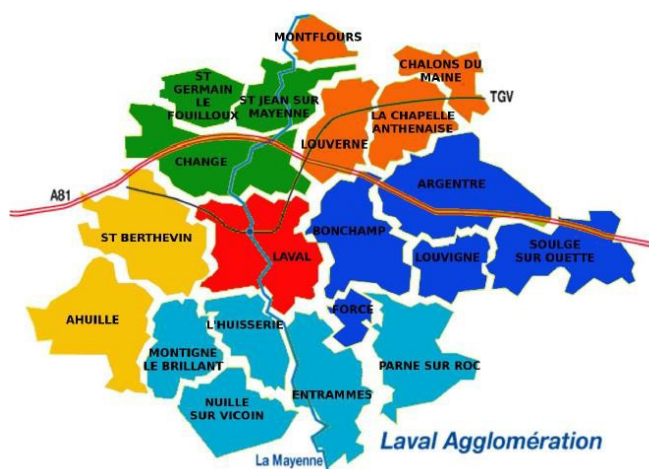 MONTFLOURS
CHALONS DU
MAINE
ST
GERMAIN
LE
FOUILLOUX
ST JEAN SUR
MAYENNE
TGV
LA CHAPELLE
ANTHENAISE
LOUVERNE
CHANGE
ARGENTRE
A81
ST BERTHEVIN
BONCHAMP
LAVAL
LOUVIGNE
SOULGE
SUR OUETTE
AHUILLE
L'HUISSERIE
FORCE
MONTIGNE
LE BRILLANT
PARNE SUR ROC
ENTRAMMES
NUILLE
SUR VICOIN
Laval Agglomération
La Mayenne